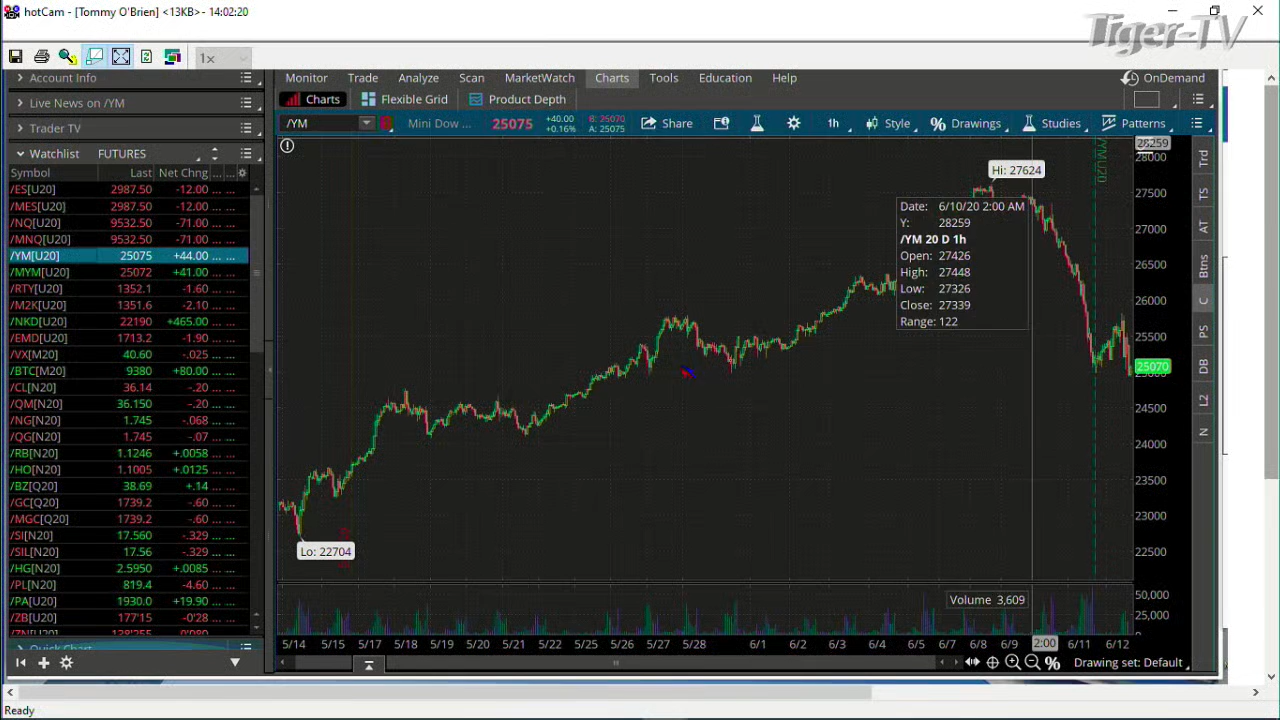 hotCam - [Tommy O'Brien] <13KB> - 14:02:20
Tiger-TV
1x
Account Info
Monitor Trade Analyze Scan MarketWatch Charts Tools Education Help OnDemand
Live News on /YM
Charts Flexible Grid Product Depth
Trader TV
/YM Mini Dow ... 25075 +40.00 +0.16% B: 25070 A: 25075 Share 1h Style Drawings Studies Patterns
Watchlist FUTURES
Symbol Last Net Chng ... ...
/ES[U20] 2987.50 -12.00 ... ...
/MES[U20] 2987.50 -12.00 ... ...
/NQ[U20] 9532.50 -71.00 ... ...
/MNQ[U20] 9532.50 -71.00 ... ...
/YM[U20] 25075 +44.00 ... ...
/MYM[U20] 25072 +41.00 ... ...
/RTY[U20] 1352.1 -1.60 ... ...
/M2K[U20] 1351.6 -2.10 ... ...
/NKD[U20] 22190 +465.00 ... ...
/EMD[U20] 1713.2 -1.90 ... ...
/VX[M20] 40.60 -.025 ... ...
/BTC[M20] 9380 +80.00 ... ...
/CL[N20] 36.14 -.20 ... ...
/QM[N20] 36.150 -.20 ... ...
/NG[N20] 1.745 -.068 ... ...
/QG[N20] 1.745 -.07 ... ...
/RB[N20] 1.1246 +.0058 ... ...
/HO[N20] 1.1005 +.0125 ... ...
/BZ[Q20] 38.69 +.14 ... ...
/GC[Q20] 1739.2 -.60 ... ...
/MGC[Q20] 1739.2 -.60 ... ...
/SI[N20] 17.560 -.329 ... ...
/SIL[N20] 17.56 -.329 ... ...
/HG[N20] 2.5950 +.0085 ... ...
/PL[N20] 819.4 -4.60 ... ...
/PA[U20] 1930.0 +19.90 ... ...
/ZB[U20] 177'15 -0'28 ... ...
Quick Chart
/YMU20
28259
28000
27500
27000
26500
26000
25500
25070
24500
24000
23500
23000
22500
Hi: 27624
Date: 6/10/20 2:00 AM
Y: 28259
/YM 20 D 1h
Open: 27426
High: 27448
Low: 27326
Close: 27339
Range: 122
Lo: 22704
Volume 3,609
50,000
25,000
5/14 5/15 5/17 5/18 5/19 5/20 5/21 5/22 5/25 5/26 5/27 5/28 6/1 6/2 6/3 6/4 6/5 6/7 6/8 6/9 2:00 6/11 6/12
Drawing set: Default
Trd
TS
AT
Btns
C
PS
DB
L2
N
Ready